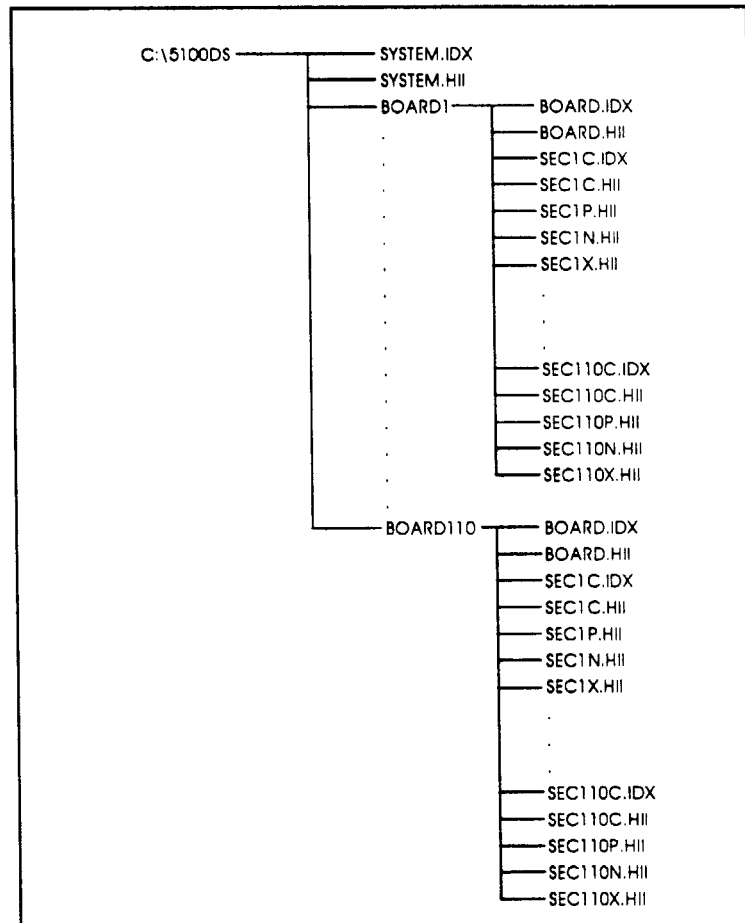 C:\5100DS
SYSTEM.IDX
SYSTEM.HII
BOARD1
BOARD.IDX
BOARD.HII
SEC1C.IDX
SEC1C.HII
SEC1P.HII
SEC1N.HII
SEC1X.HII
.
.
.
SEC110C.IDX
SEC110C.HII
SEC110P.HII
SEC110N.HII
SEC110X.HII
BOARD110
BOARD.IDX
BOARD.HII
SEC1C.IDX
SEC1C.HII
SEC1P.HII
SEC1N.HII
SEC1X.HII
.
.
.
SEC110C.IDX
SEC110C.HII
SEC110P.HII
SEC110N.HII
SEC110X.HII